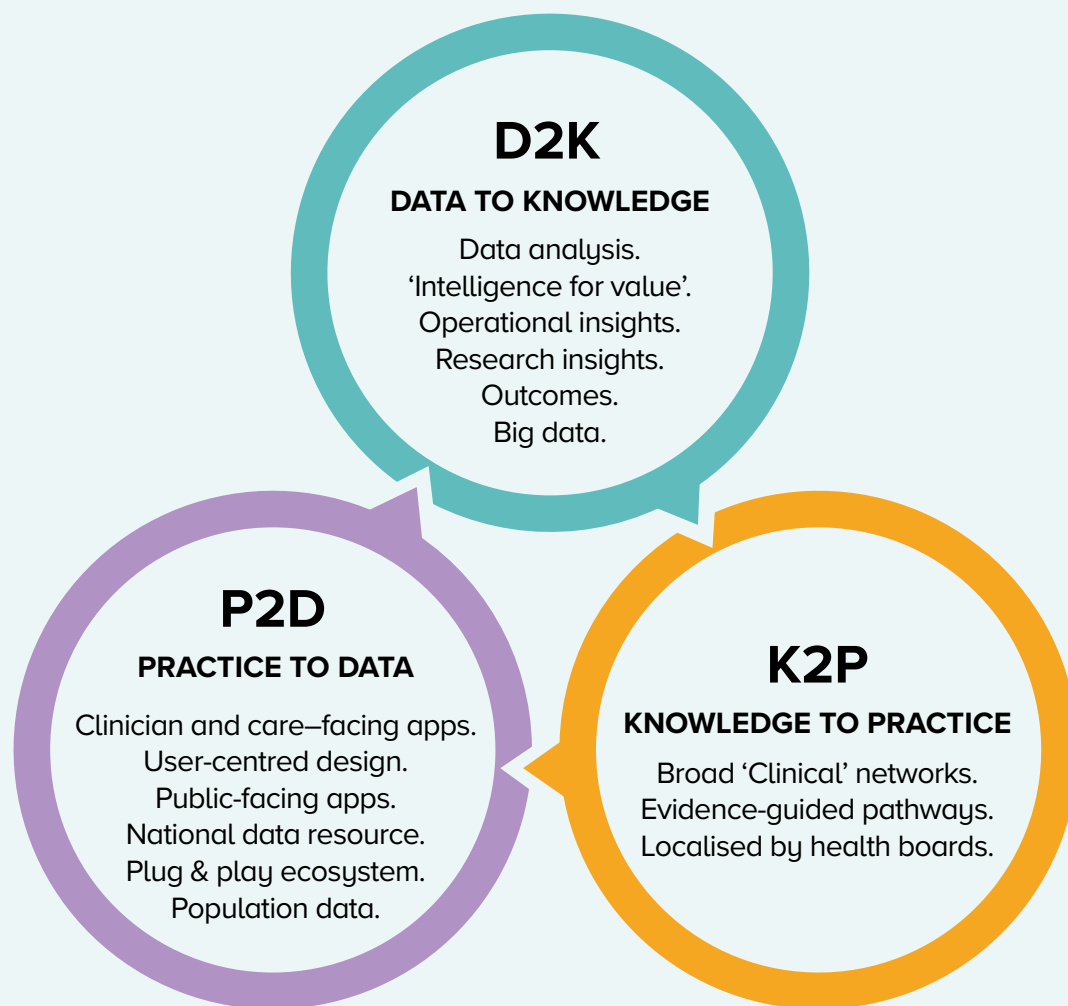 D2K
DATA TO KNOWLEDGE
Data analysis.
‘Intelligence for value’.
Operational insights.
Research insights.
Outcomes.
Big data.
P2D
PRACTICE TO DATA
Clinician and care–facing apps.
User-centred design.
Public-facing apps.
National data resource.
Plug & play ecosystem.
Population data.
K2P
KNOWLEDGE TO PRACTICE
Broad ‘Clinical’ networks.
Evidence-guided pathways.
Localised by health boards.